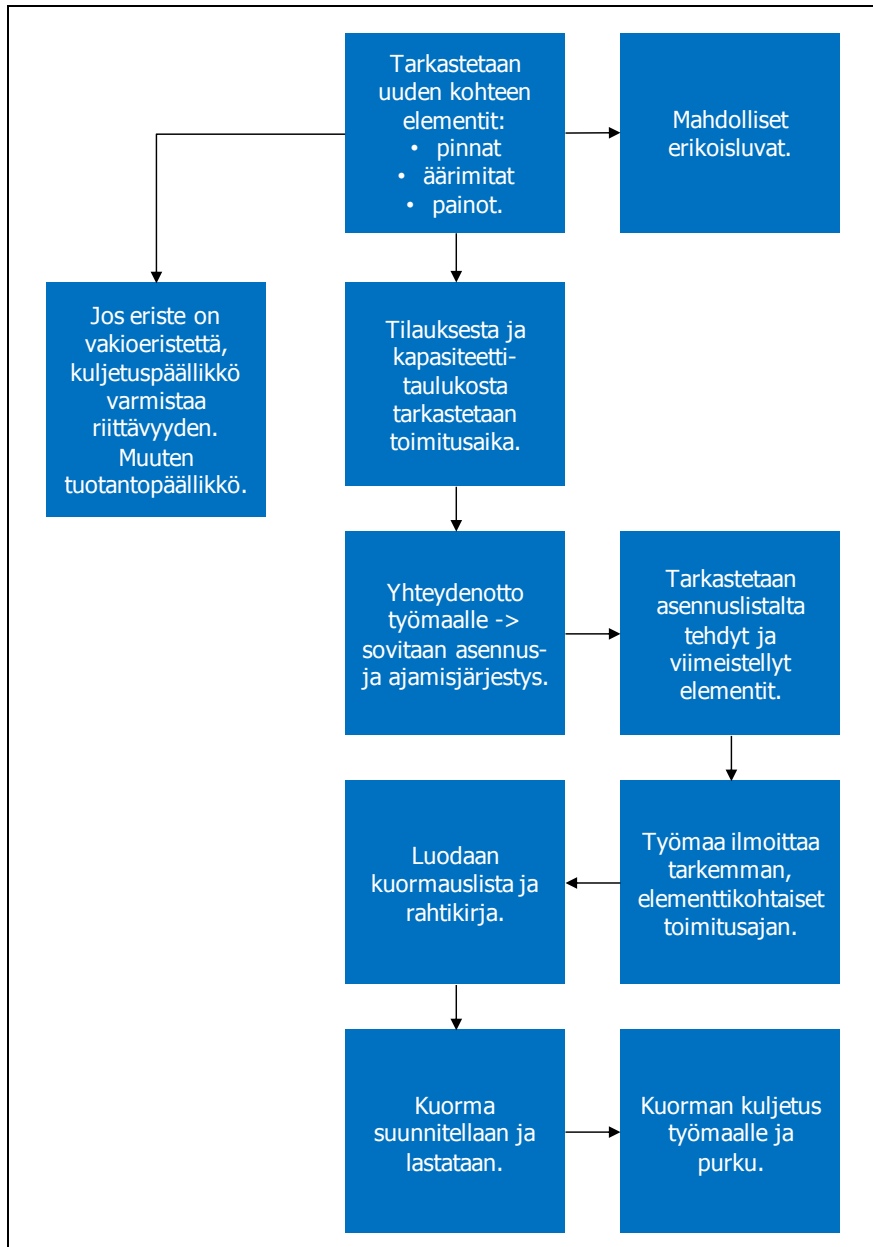 Tarkastetaan
uuden kohteen
elementit:
• pinnat
• äärimitat
• painot.
Mahdolliset
erikoisluvat.
Jos eriste on
vakioeristettä,
kuljetuspäällikkö
varmistaa
riittävyyden.
Muuten
tuotantopäällikkö.
Tilauksesta ja
kapasiteetti-
taulukosta
tarkastetaan
toimitusaika.
Yhteydenotto
työmaalle ->
sovitaan asennus-
ja ajamisjärjestys.
Tarkastetaan
asennuslistalta
tehdyt ja
viimeistellyt
elementit.
Työmaa ilmoittaa
tarkemman,
elementtikohtaiset
toimitusajan.
Luodaan
kuormauslista ja
rahtikirja.
Kuorma
suunnitellaan ja
lastataan.
Kuorman kuljetus
työmaalle ja
purku.